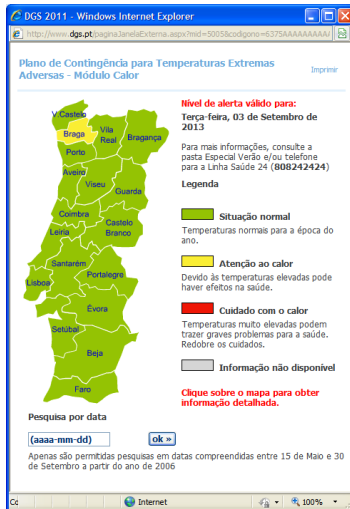 DGS 2011 - Windows Internet Explorer
http://www.dgs.pt/paginaJanelaExterna.aspx?mid=5005&codigono=6375AAAAAAAAA
Plano de Contingência para Temperaturas Extremas
Adversas - Módulo Calor
Imprimir
Nível de alerta válido para:
Terça-feira, 03 de Setembro de
2013
Para mais informações, consulte a
pasta Especial Verão e/ou telefone
para a Linha Saúde 24 (808242424)
Legenda
Situação normal
Temperaturas normais para a época do
ano.
Atenção ao calor
Devido às temperaturas elevadas pode
haver efeitos na saúde.
Cuidado com o calor
Temperaturas muito elevadas podem
trazer graves problemas para a saúde.
Redobre os cuidados.
Informação não disponível
Clique sobre o mapa para obter
informação detalhada.
V.Castelo
Braga
Vila
Real
Bragança
Porto
Aveiro
Viseu
Guarda
Coimbra
Leiria
Castelo
Branco
Santarém
Portalegre
Lisboa
Évora
Setúbal
Beja
Faro
Pesquisa por data
(aaaa-mm-dd)
ok »
Apenas são permitidas pesquisas em datas compreendidas entre 15 de Maio e 30
de Setembro a partir do ano de 2006
Internet
100%